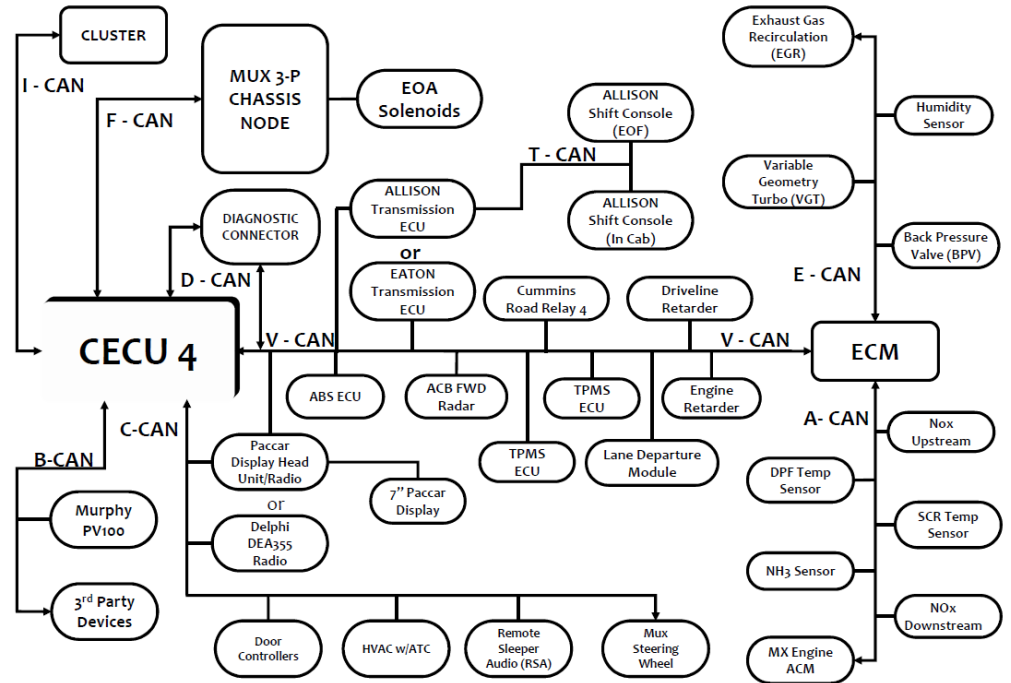 CLUSTER
I - CAN
MUX 3-P
CHASSIS
NODE
F - CAN
EOA
Solenoids
ALLISON
Shift Console
(EOF)
T - CAN
ALLISON
Shift Console
(In Cab)
ALLISON
Transmission
ECU
or
EATON
Transmission
ECU
DIAGNOSTIC
CONNECTOR
D - CAN
Exhaust Gas
Recirculation
(EGR)
Humidity
Sensor
Variable
Geometry
Turbo (VGT)
Back Pressure
Valve (BPV)
E - CAN
Cummins
Road Relay 4
Driveline
Retarder
CECU 4
V - CAN
V - CAN
ECM
ABS ECU
ACB FWD
Radar
TPMS
ECU
Engine
Retarder
TPMS
ECU
Lane Departure
Module
A- CAN
Nox
Upstream
DPF Temp
Sensor
SCR Temp
Sensor
NH3 Sensor
NOx
Downstream
MX Engine
ACM
C-CAN
B-CAN
Paccar
Display Head
Unit/Radio
7” Paccar
Display
or
Delphi
DEA355
Radio
Murphy
PV100
3rd Party
Devices
Door
Controllers
HVAC w/ATC
Remote
Sleeper
Audio (RSA)
Mux
Steering
Wheel